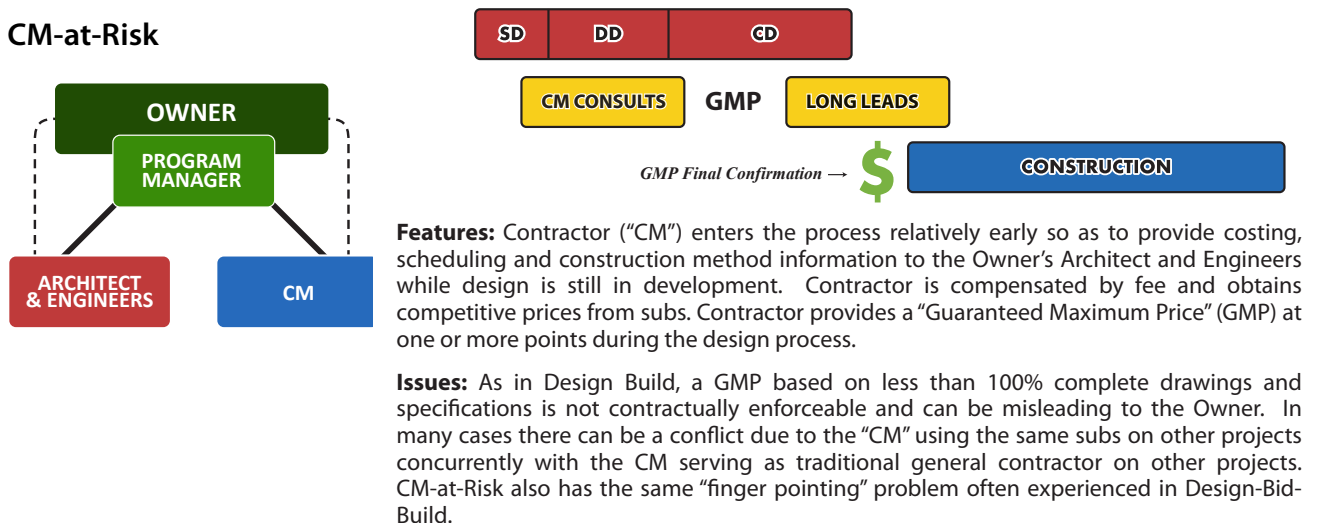 CM-at-Risk
SD DD CD
CM CONSULTS GMP LONG LEADS
GMP Final Confirmation → $ CONSTRUCTION
OWNER
PROGRAM
MANAGER
ARCHITECT
& ENGINEERS
CM
Features: Contractor (“CM”) enters the process relatively early so as to provide costing,
scheduling and construction method information to the Owner’s Architect and Engineers
while design is still in development. Contractor is compensated by fee and obtains
competitive prices from subs. Contractor provides a “Guaranteed Maximum Price” (GMP) at
one or more points during the design process.
Issues: As in Design Build, a GMP based on less than 100% complete drawings and
specifications is not contractually enforceable and can be misleading to the Owner. In
many cases there can be a conflict due to the “CM” using the same subs on other projects
concurrently with the CM serving as traditional general contractor on other projects.
CM-at-Risk also has the same “finger pointing” problem often experienced in Design-Bid-
Build.